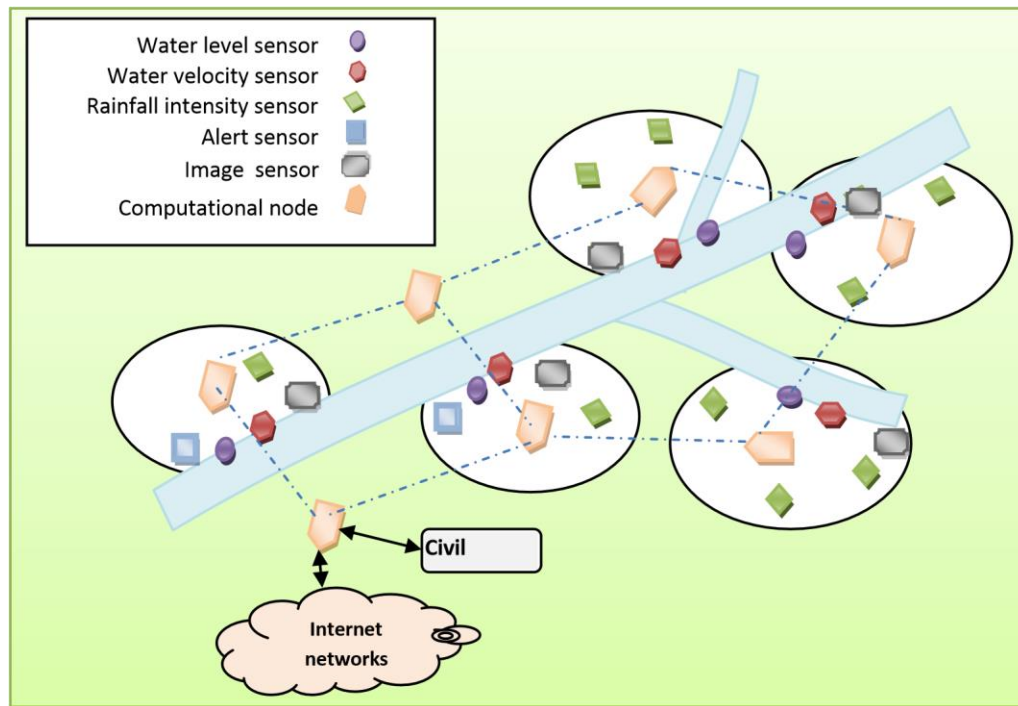 Water level sensor
Water velocity sensor
Rainfall intensity sensor
Alert sensor
Image sensor
Computational node
Civil
Internet
networks